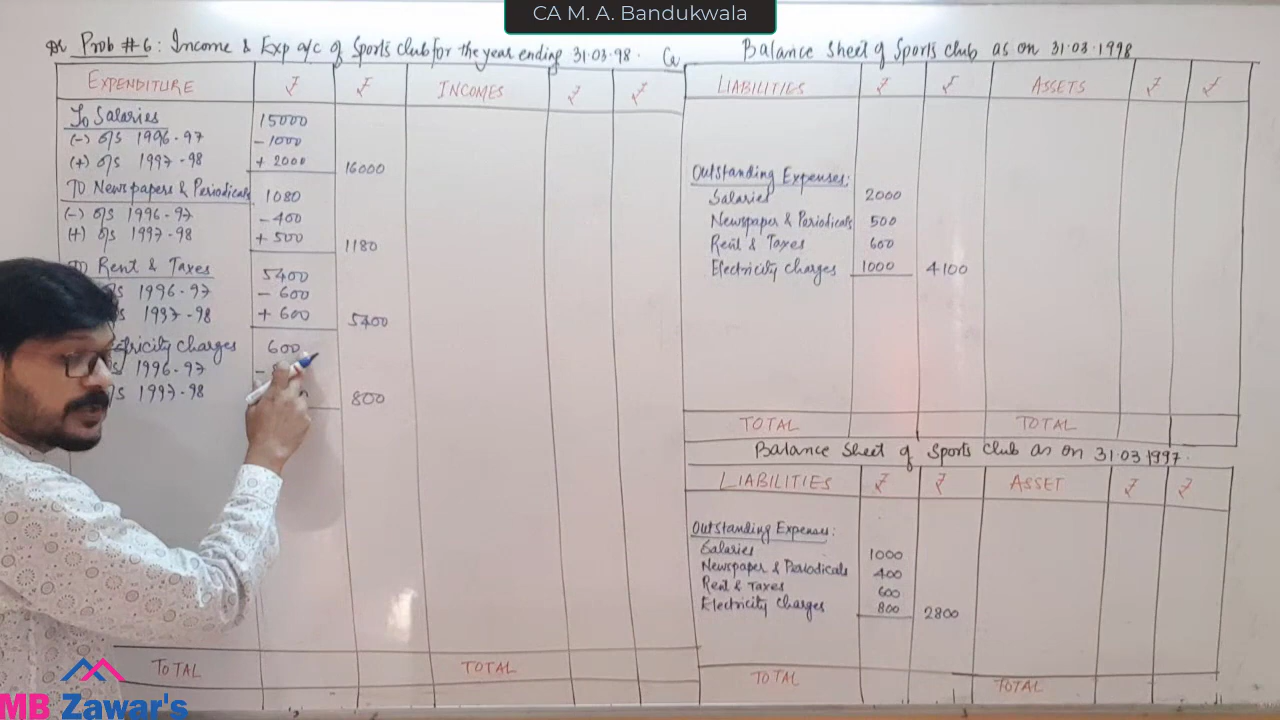 CA M. A. Bandukwala
Dr Prob #6: Income & Exp a/c of Sports club for the year ending 31.03.98. Cr.
EXPENDITURE ₹ ₹ INCOMES ₹ ₹
To Salaries 15000
(-) o/s 1996-97 - 1000
(+) o/s 1997-98 + 2000 16000
TO Newspapers & Periodicals 1080
(-) o/s 1996-97 - 400
(+) o/s 1997-98 + 500 1180
TO Rent & Taxes 5400
/s 1996-97 - 600
/s 1997-98 + 600 5400
ctricity Charges 600
/s 1996-97 -
/s 1997-98 800
TOTAL TOTAL
Balance Sheet of Sports club as on 31.03.1998
LIABILITIES ₹ ₹ ASSETS ₹ ₹
Outstanding Expenses:
Salaries 2000
Newspaper & Periodicals 500
Rent & Taxes 600
Electricity charges 1000 4100
TOTAL TOTAL
Balance Sheet of Sports Club as on 31.03.1997.
LIABILITIES ₹ ₹ ASSET ₹ ₹
Outstanding Expenses:
Salaries 1000
Newspaper & Periodicals 400
Rent & Taxes 600
Electricity charges 800 2800
TOTAL TOTAL
MB Zawar's